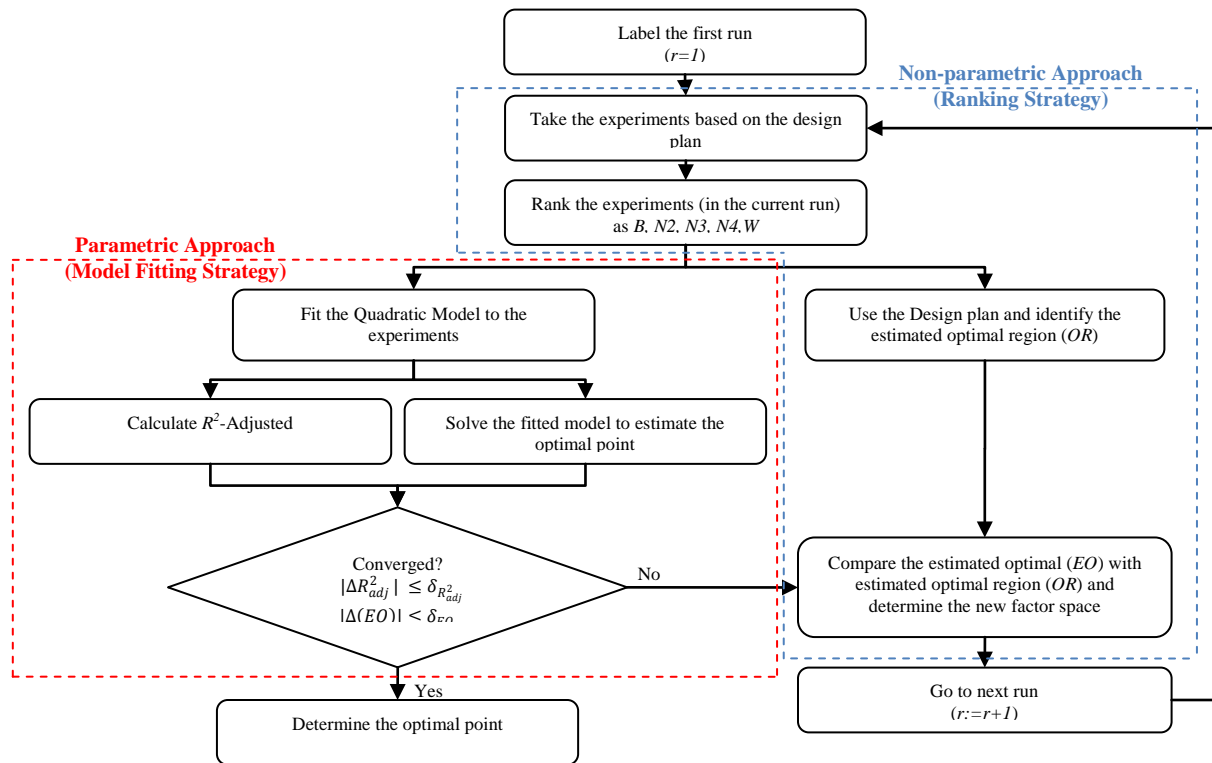 Label the first run
(r=1)
Non-parametric Approach
(Ranking Strategy)
Take the experiments based on the design
plan
Rank the experiments (in the current run)
as B, N2, N3, N4,W
Parametric Approach
(Model Fitting Strategy)
Fit the Quadratic Model to the
experiments
Use the Design plan and identify the
estimated optimal region (OR)
Calculate R²-Adjusted
Solve the fitted model to estimate the
optimal point
Converged?
|ΔR²adj| ≤ δR²adj
|Δ(EO)| < δEO
No
Compare the estimated optimal (EO) with
estimated optimal region (OR) and
determine the new factor space
Yes
Determine the optimal point
Go to next run
(r:=r+1)